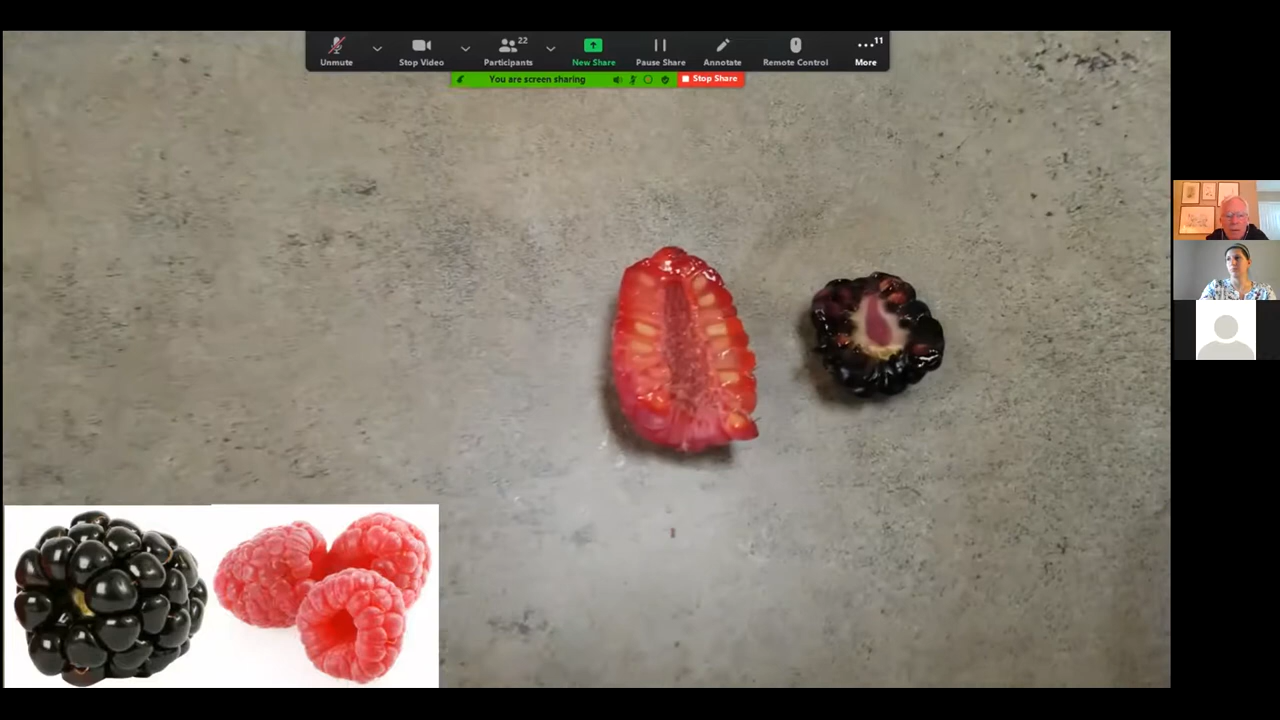 22
11
Unmute
Stop Video
Participants
New Share
Pause Share
Annotate
Remote Control
More
You are screen sharing
Stop Share